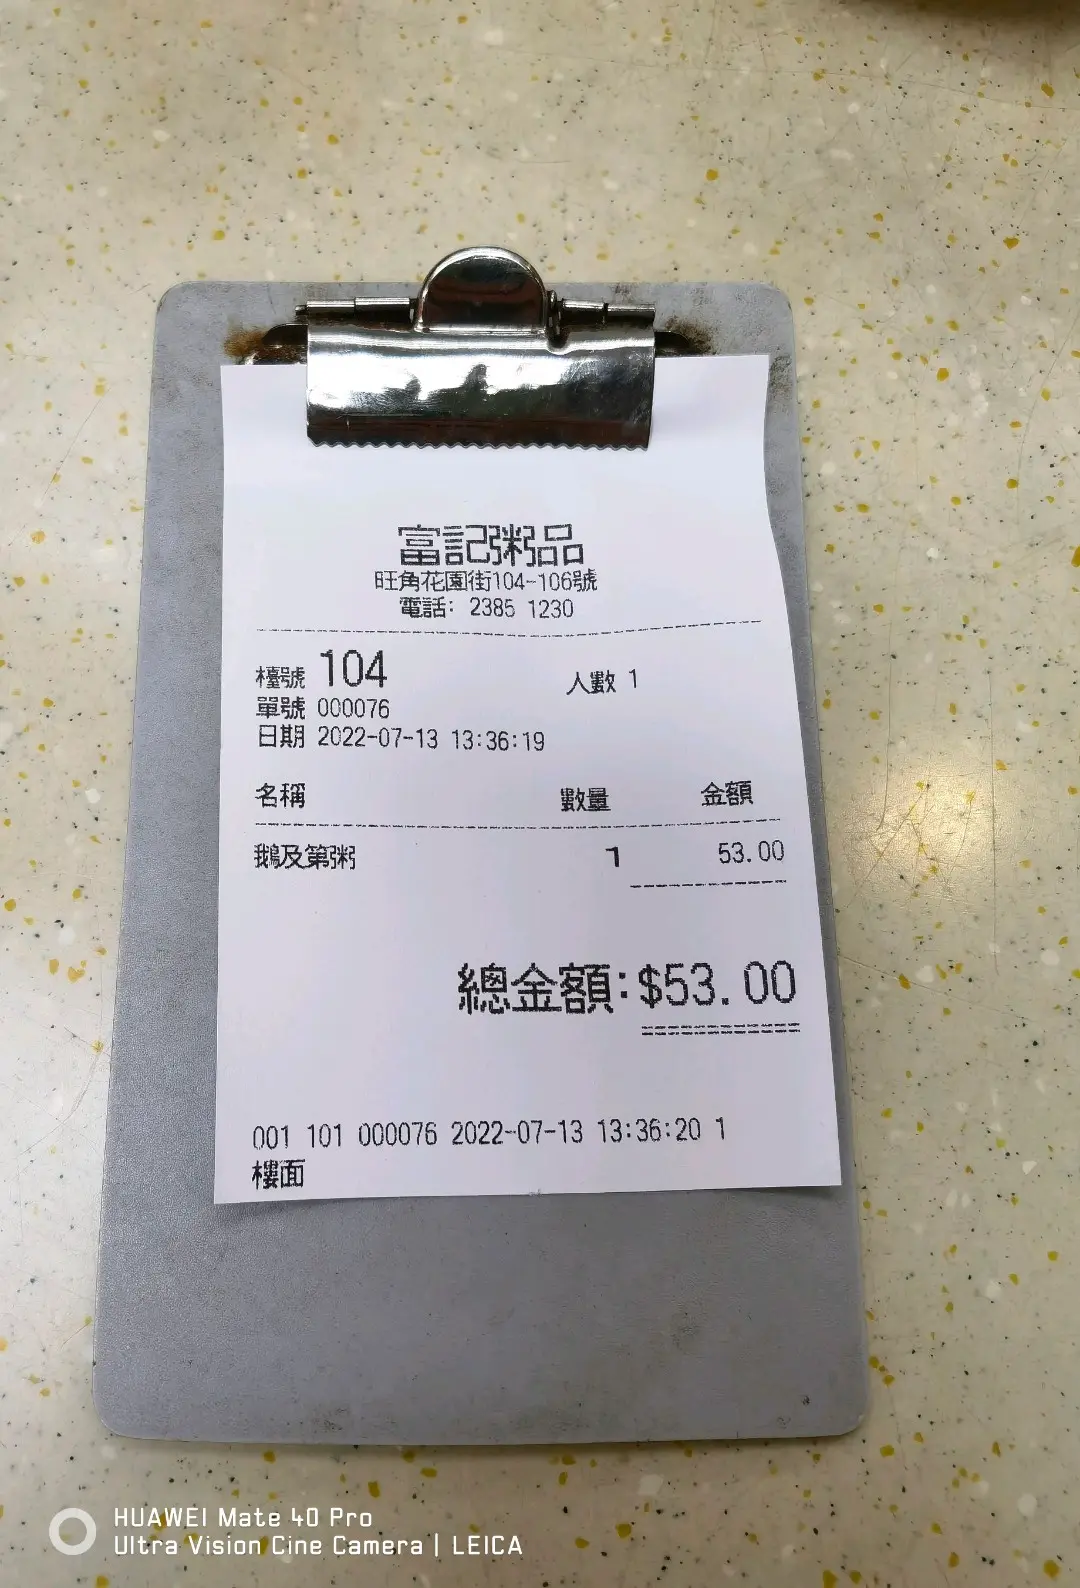 富記粥品
旺角花園街104-106號
電話: 2385 1230
檯號 104 人數 1
單號 000076
日期 2022-07-13 13:36:19
名稱 數量 金額
鵝及第粥 1 53.00
總金額:$53.00
001 101 000076 2022-07-13 13:36:20 1
樓面
HUAWEI Mate 40 Pro
Ultra Vision Cine Camera | LEICA